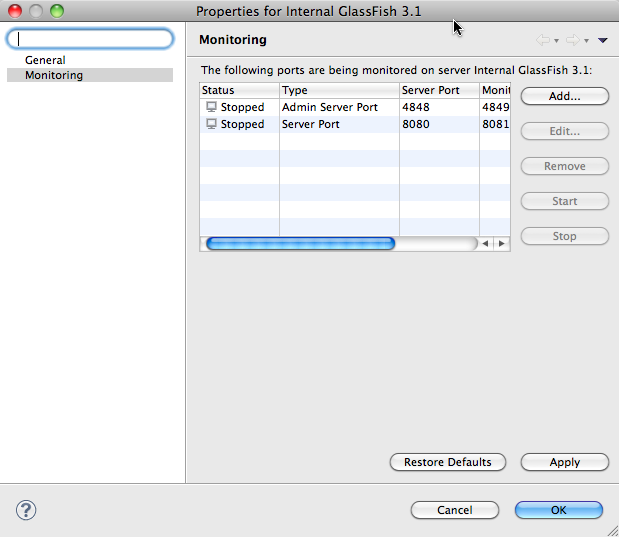 Properties for Internal GlassFish 3.1
General
Monitoring
Monitoring
The following ports are being monitored on server Internal GlassFish 3.1:
Status Type Server Port Monit
Stopped Admin Server Port 4848 4849
Stopped Server Port 8080 8081
Add...
Edit...
Remove
Start
Stop
Restore Defaults Apply
? Cancel OK